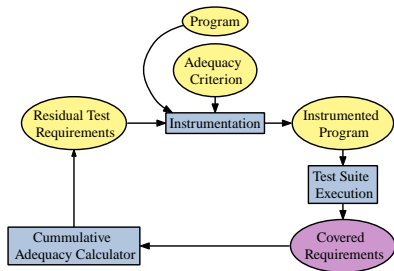 Program
Adequacy
Criterion
Residual Test
Requirements
Instrumentation
Instrumented
Program
Test Suite
Execution
Cummulative
Adequacy Calculator
Covered
Requirements